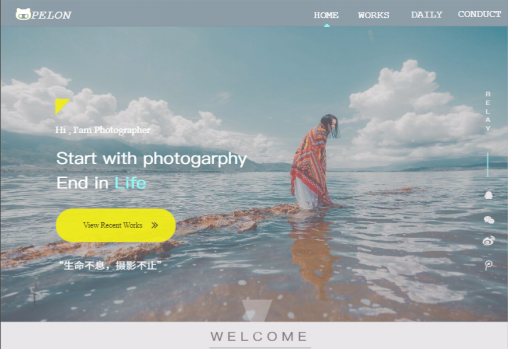 PELON
HOME WORKS DAILY CONDUCT
Hi , I'am Photographer
Start with photogarphy
End in Life
View Recent Works
“生命不息，摄影不止”
RELAY
WELCOME